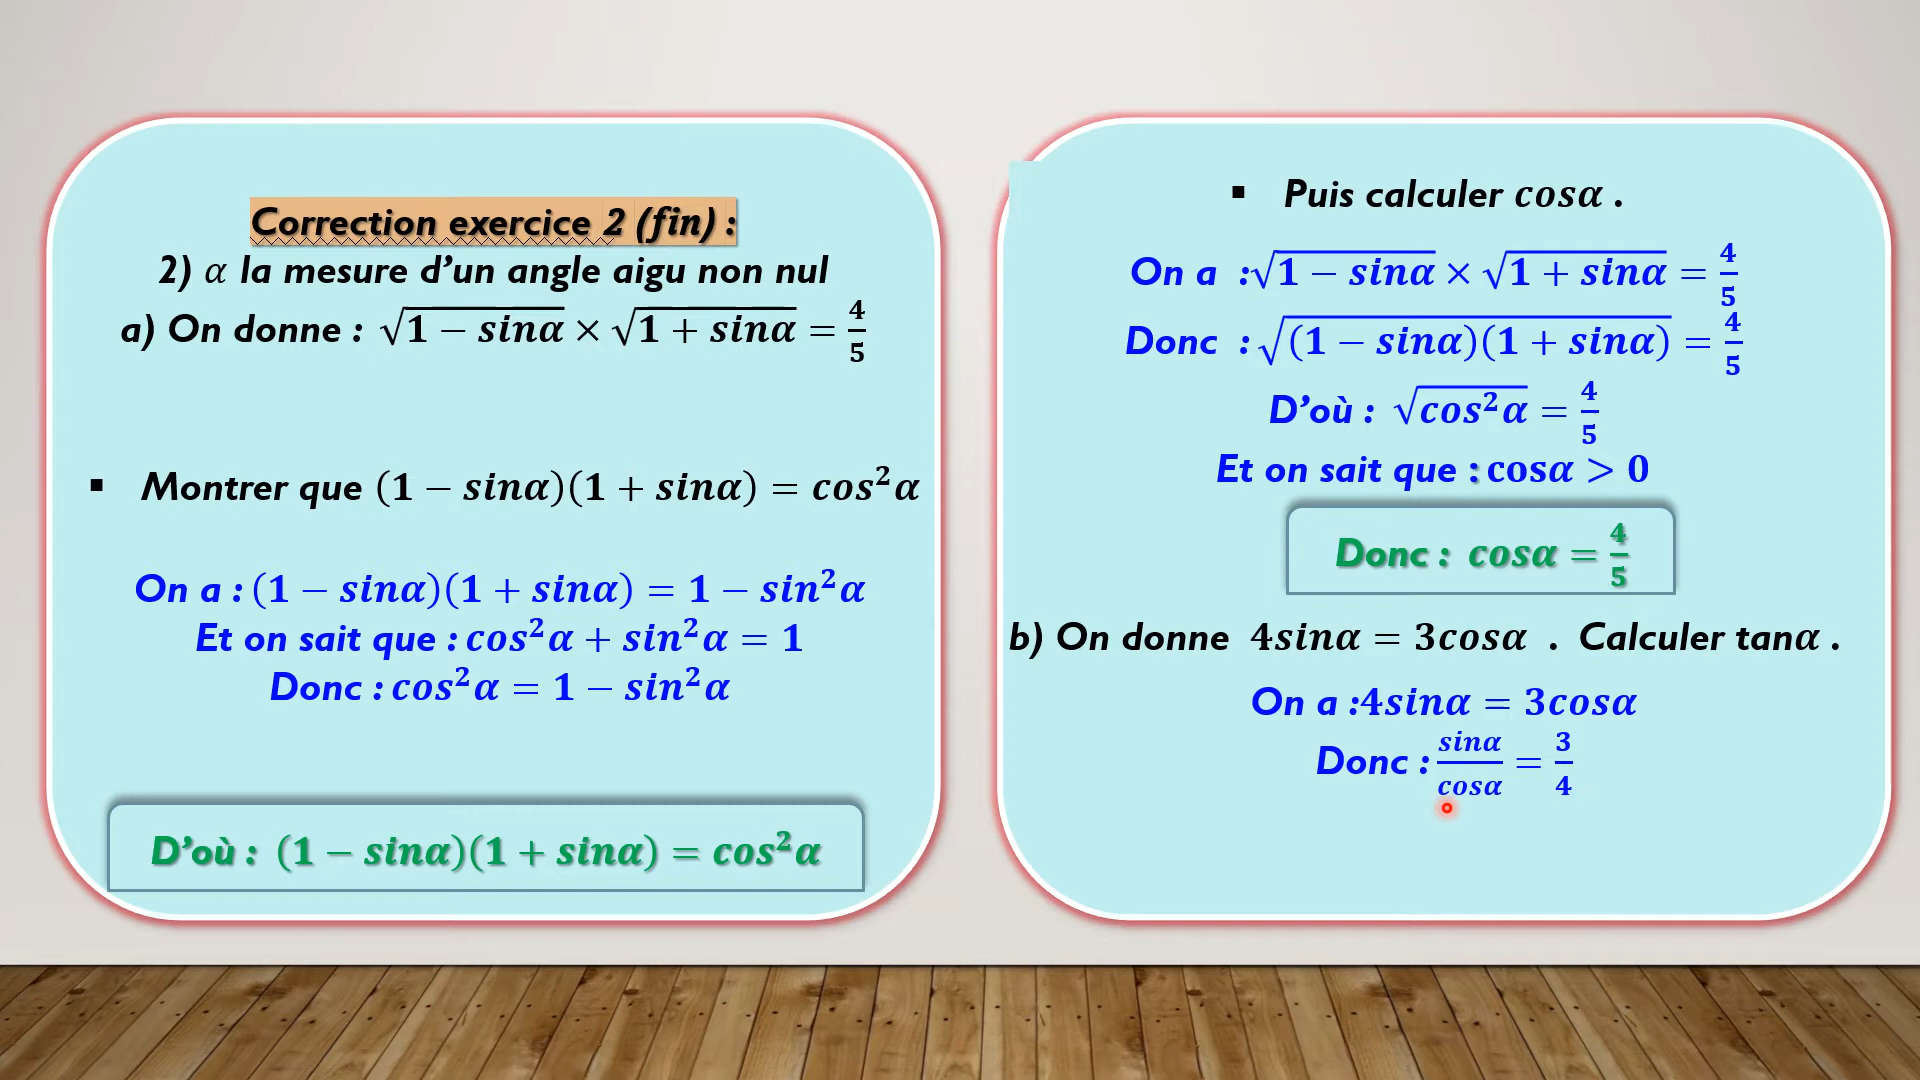 Correction exercice 2 (fin) :
2) α la mesure d’un angle aigu non nul
a) On donne : √(1 − sinα) × √(1 + sinα) = 4/5
▪ Montrer que (1 − sinα)(1 + sinα) = cos²α
On a : (1 − sinα)(1 + sinα) = 1 − sin²α
Et on sait que : cos²α + sin²α = 1
Donc : cos²α = 1 − sin²α
D’où : (1 − sinα)(1 + sinα) = cos²α
▪ Puis calculer cosα .
On a :√(1 − sinα) × √(1 + sinα) = 4/5
Donc : √((1 − sinα)(1 + sinα)) = 4/5
D’où : √(cos²α) = 4/5
Et on sait que : cosα > 0
Donc : cosα = 4/5
b) On donne 4sinα = 3cosα . Calculer tanα .
On a :4sinα = 3cosα
Donc : sinα/cosα = 3/4